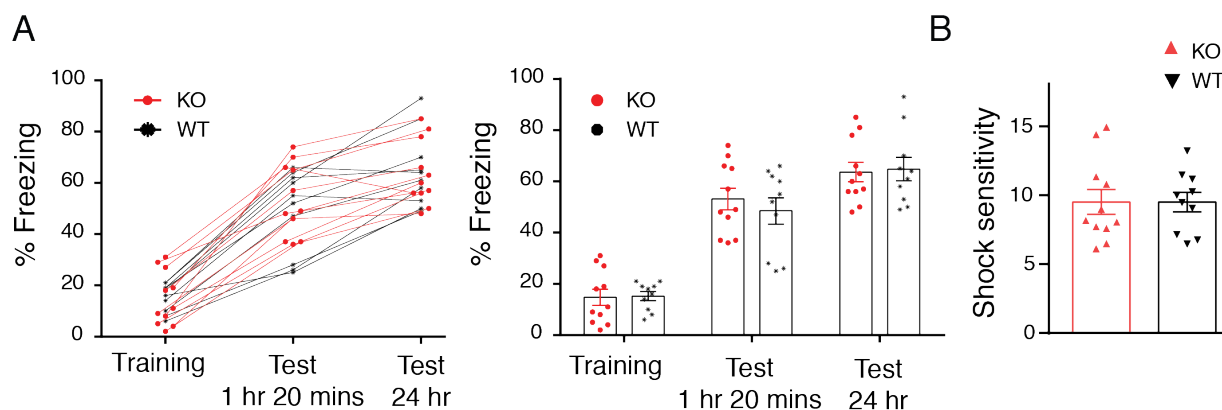 A
B
% Freezing
100
80
60
40
20
0
KO
WT
Training
Test
1 hr 20 mins
Test
24 hr
% Freezing
100
80
60
40
20
0
KO
WT
Training
Test
1 hr 20 mins
Test
24 hr
Shock sensitivity
15
10
5
0
KO
WT